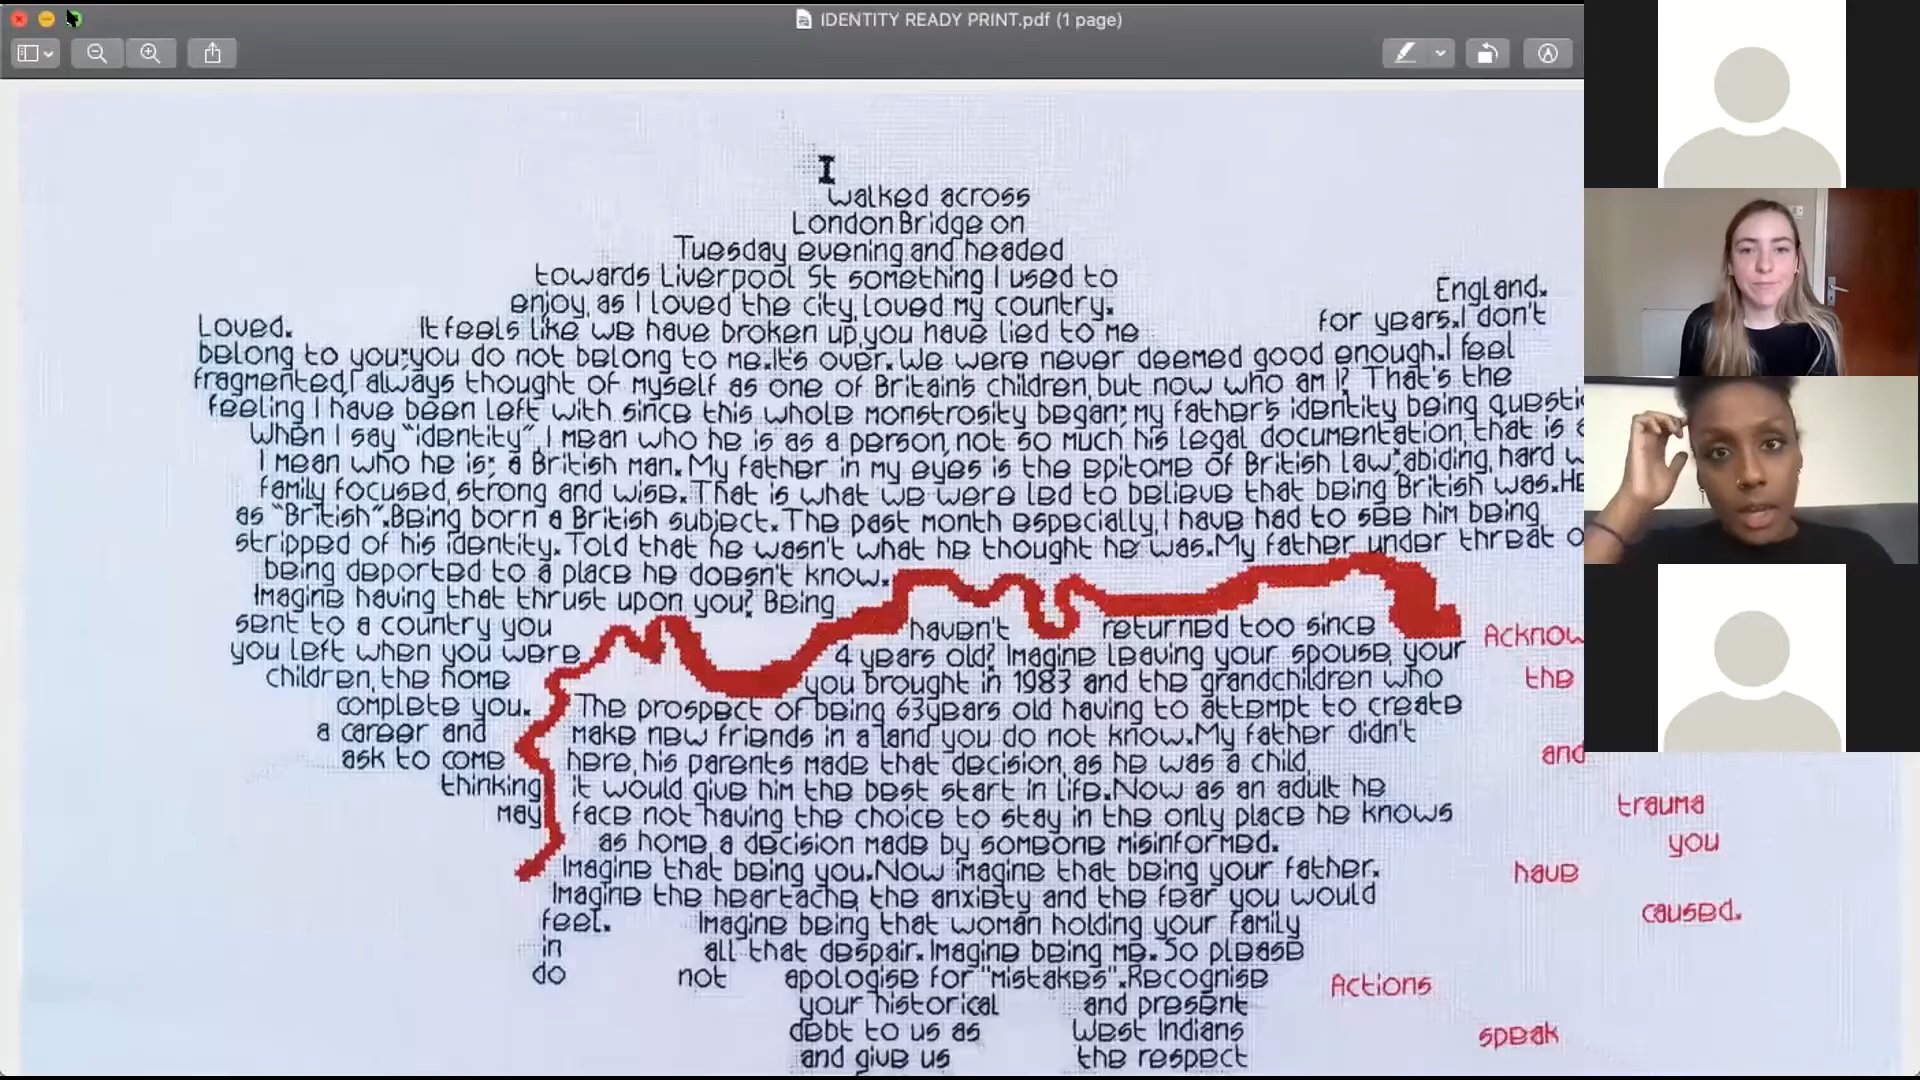 IDENTITY READY PRINT.pdf (1 page)
I
walked across
London Bridge on
Tuesday evening and headed
towards Liverpool St something I used to
England.
enjoy, as I loved the city, loved my country.
for years. I don't
Loved. It feels like we have broken up, you have lied to me
belong to you; you do not belong to me. It's over. We were never deemed good enough. I feel
fragmented, I always thought of myself as one of Britain's children, but now who am I? That's the
feeling I have been left with since this whole monstrosity began; my father's identity being
When I say "identity", I mean who he is as a person, not so much his legal documentation, that is
I mean who he is; a British man. My father in my eyes is the epitome of British law; abiding, hard
family focused, strong and wise. That is what we were led to believe that being British was.
as "British". Being born a British subject. The past month especially, I have had to see him being
stripped of his identity. Told that he wasn't what he thought he was. My father under threat
being deported to a place he doesn't know.
Imagine having that thrust upon you? Being
sent to a country you haven't returned too since
you left when you were 4 years old? Imagine leaving your spouse, your
children, the home you brought in 1983 and the grandchildren who
complete you. The prospect of being 63 years old having to attempt to create
a career and make new friends in a land you do not know. My father didn't
ask to come here, his parents made that decision, as he was a child,
thinking it would give him the best start in life. Now as an adult he
may face not having the choice to stay in the only place he knows
as home a decision made by someone misinformed.
Imagine that being you. Now imagine that being your father.
Imagine the heartache, the anxiety and the fear you would
feel. Imagine being that woman holding your family
in all that despair. Imagine being me. So please
do not apologise for "mistakes". Recognise
your historical and present
debt to us as West Indians
and give us the respect
the
and
trauma
you
have
caused.
Actions
speak